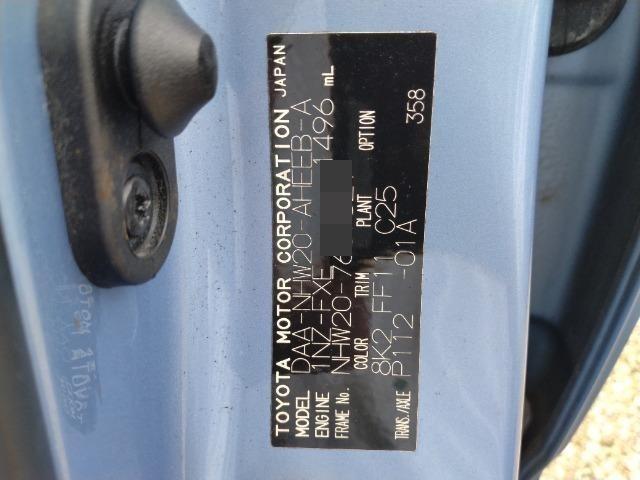 TOYOTA MOTOR CORPORATION JAPAN
MODEL DAA-NHW20-AHEEB-A
ENGINE 1NZ-FXE 1496 mL
FRAME No. NHW20-76
COLOR TRIM PLANT OPTION
8K2 FF11 C25 358
TRANS./AXLE P112 -01A